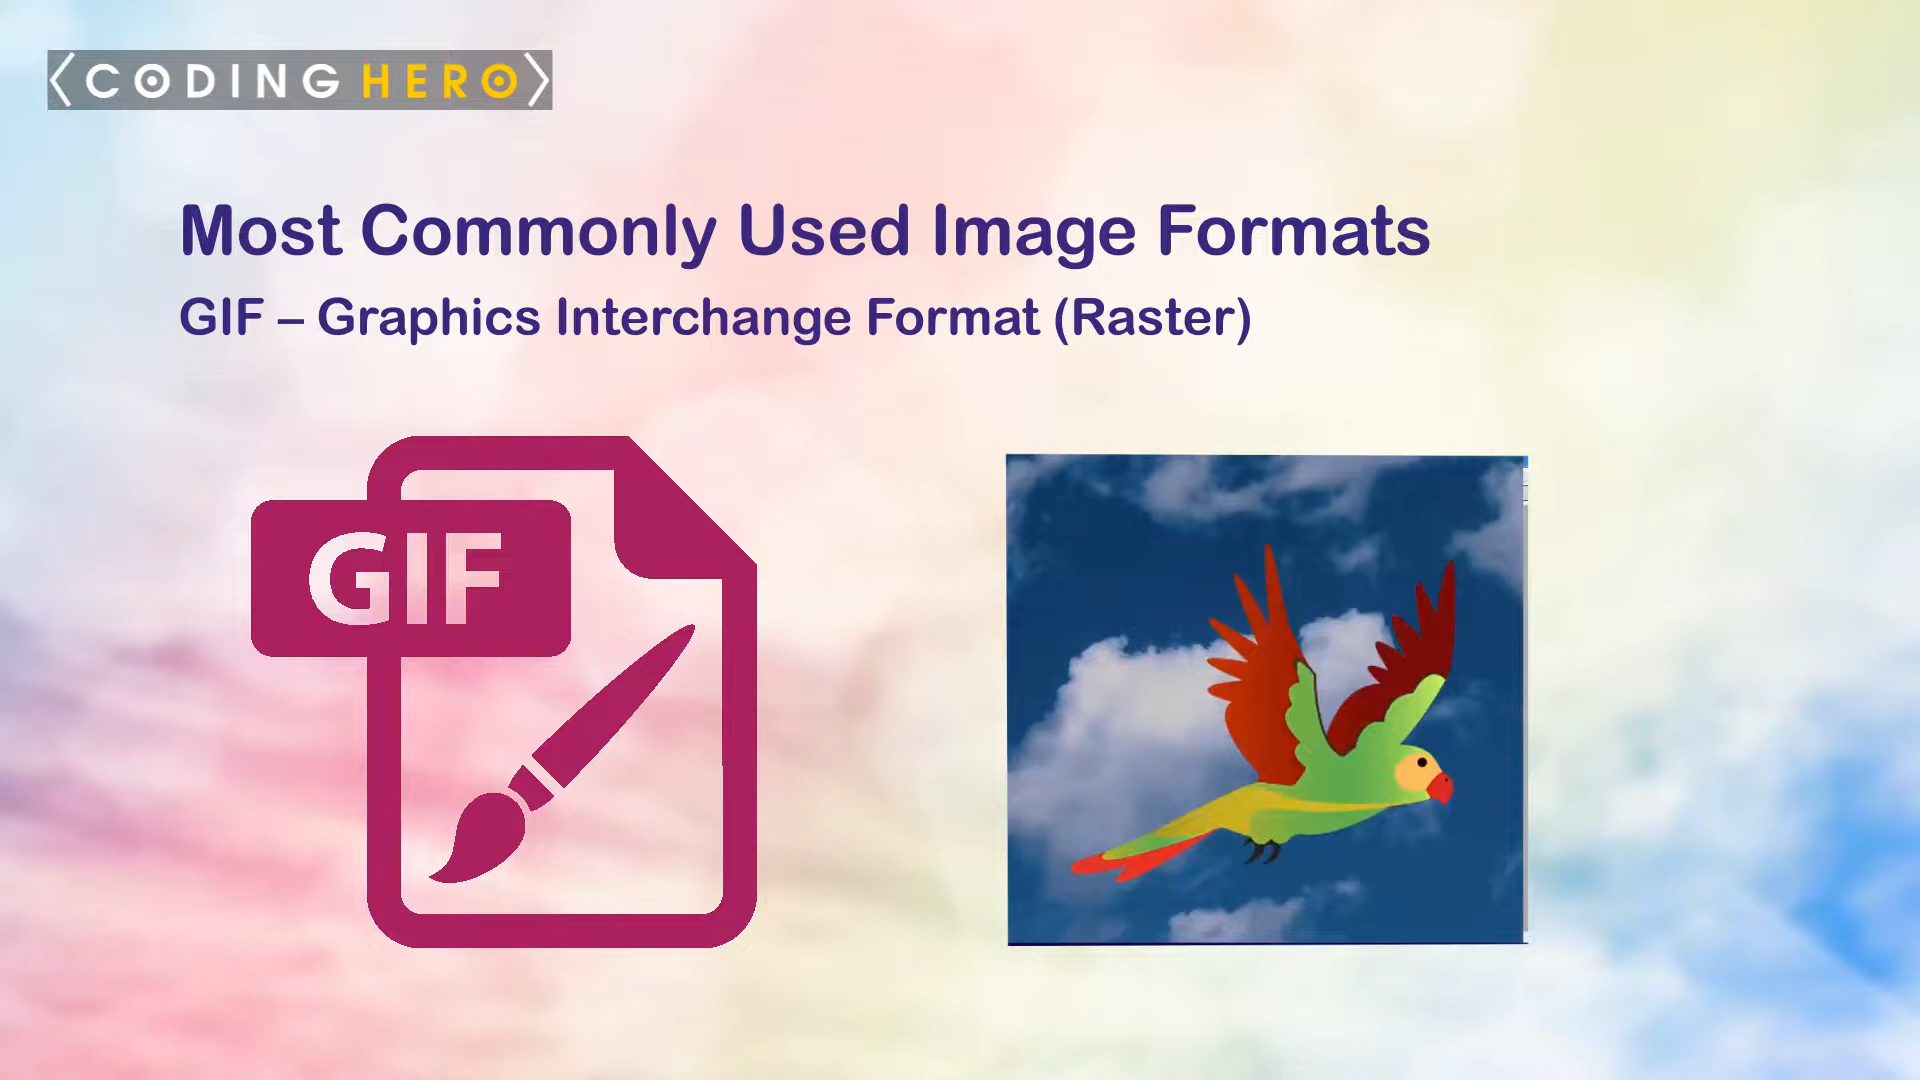 CODING HERO
Most Commonly Used Image Formats
GIF – Graphics Interchange Format (Raster)
GIF